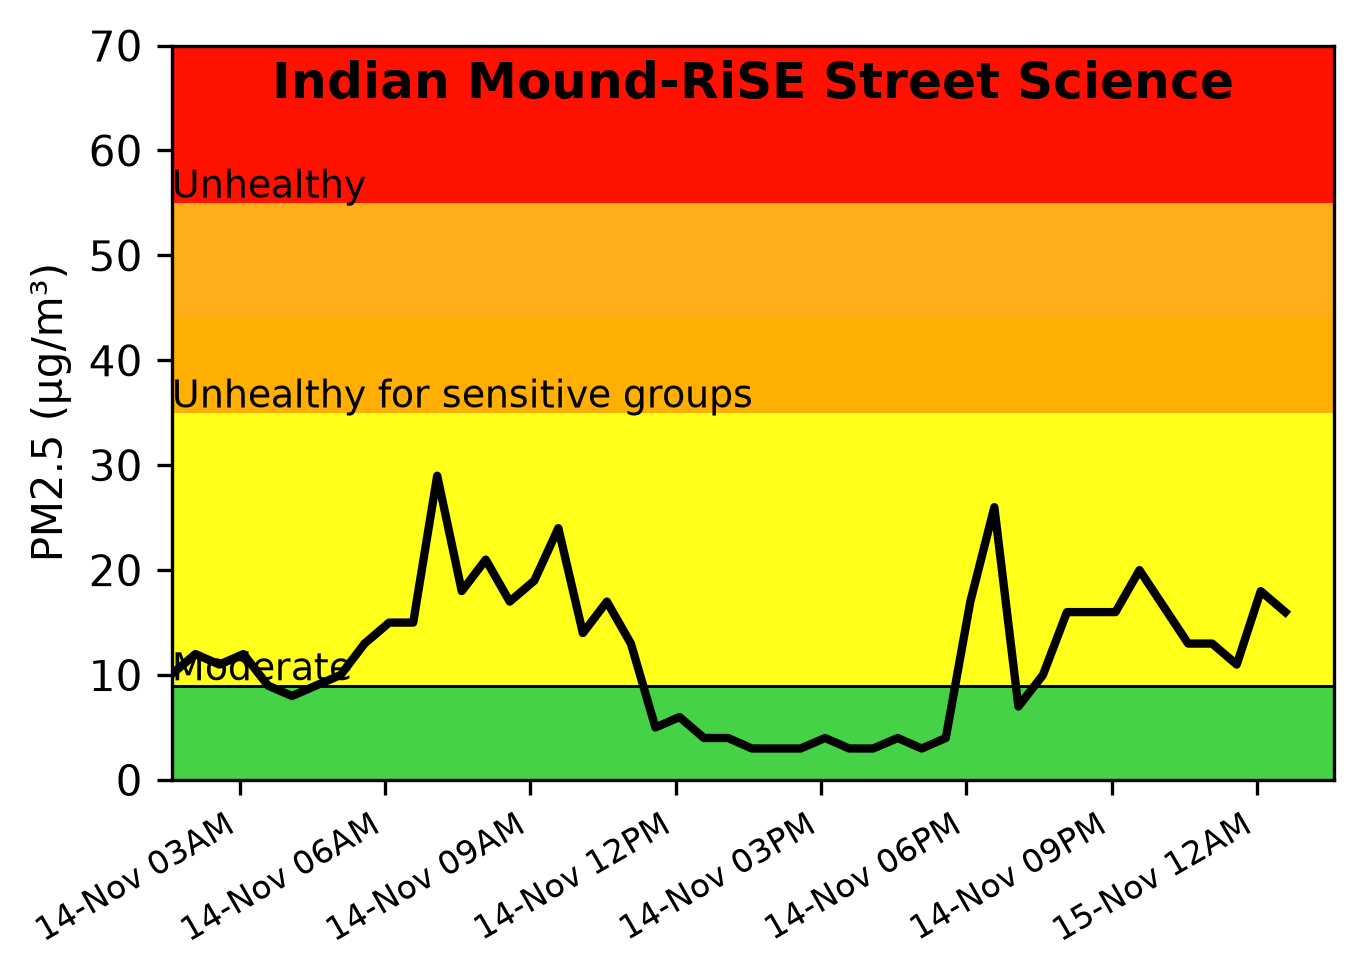 Indian Mound-RiSE Street Science
70
60
50
40
30
20
10
0
PM2.5 (µg/m³)
Unhealthy
Unhealthy for sensitive groups
Moderate
14-Nov 03AM
14-Nov 06AM
14-Nov 09AM
14-Nov 12PM
14-Nov 03PM
14-Nov 06PM
14-Nov 09PM
15-Nov 12AM